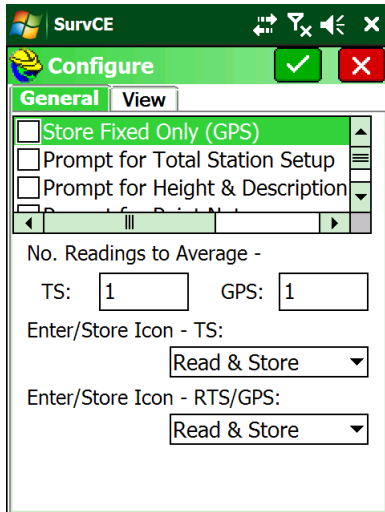 SurvCE
Configure
General View
Store Fixed Only (GPS)
Prompt for Total Station Setup
Prompt for Height & Description
No. Readings to Average -
TS: 1 GPS: 1
Enter/Store Icon - TS:
Read & Store
Enter/Store Icon - RTS/GPS:
Read & Store